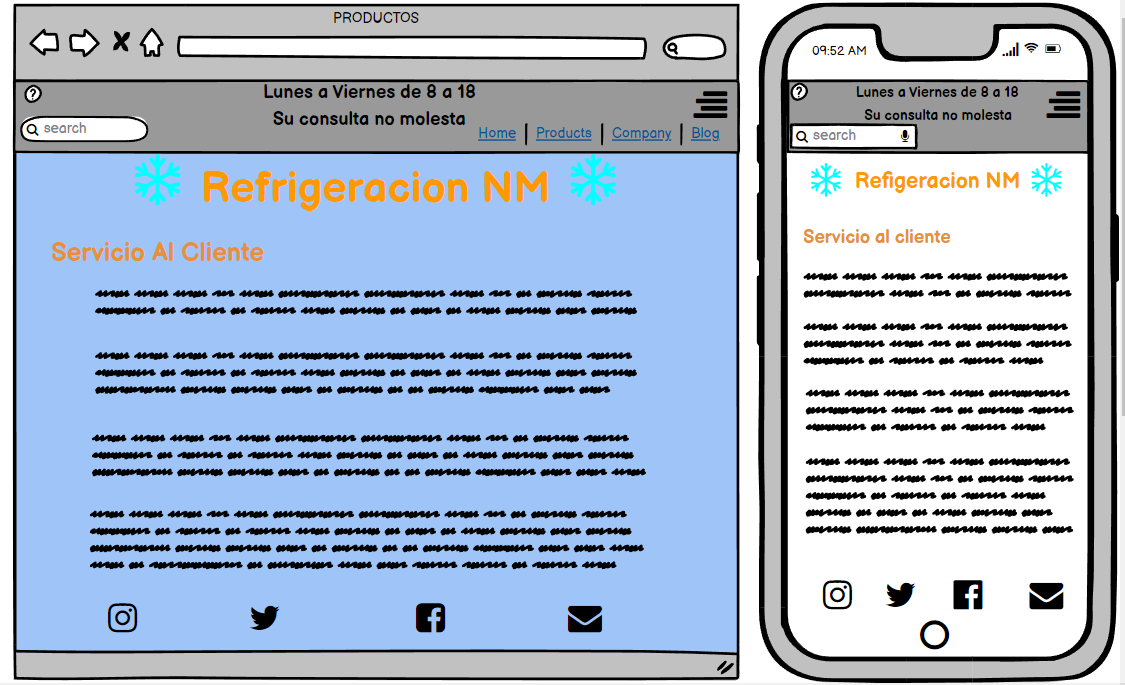 PRODUCTOS
?
Lunes a Viernes de 8 a 18
Su consulta no molesta
search
Home | Products | Company | Blog
Refrigeracion NM
Servicio Al Cliente
09:52 AM
?
Lunes a Viernes de 8 a 18
Su consulta no molesta
search
Refigeracion NM
Servicio al cliente